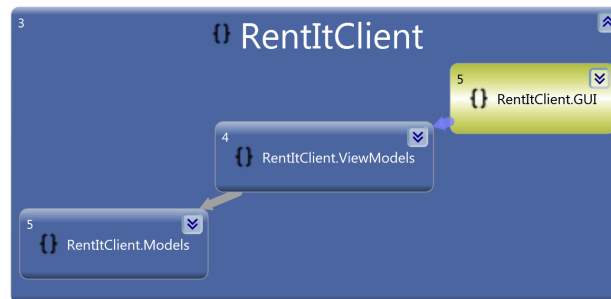 3
{} RentItClient
5
{} RentItClient.GUI
4
{} RentItClient.ViewModels
5
{} RentItClient.Models